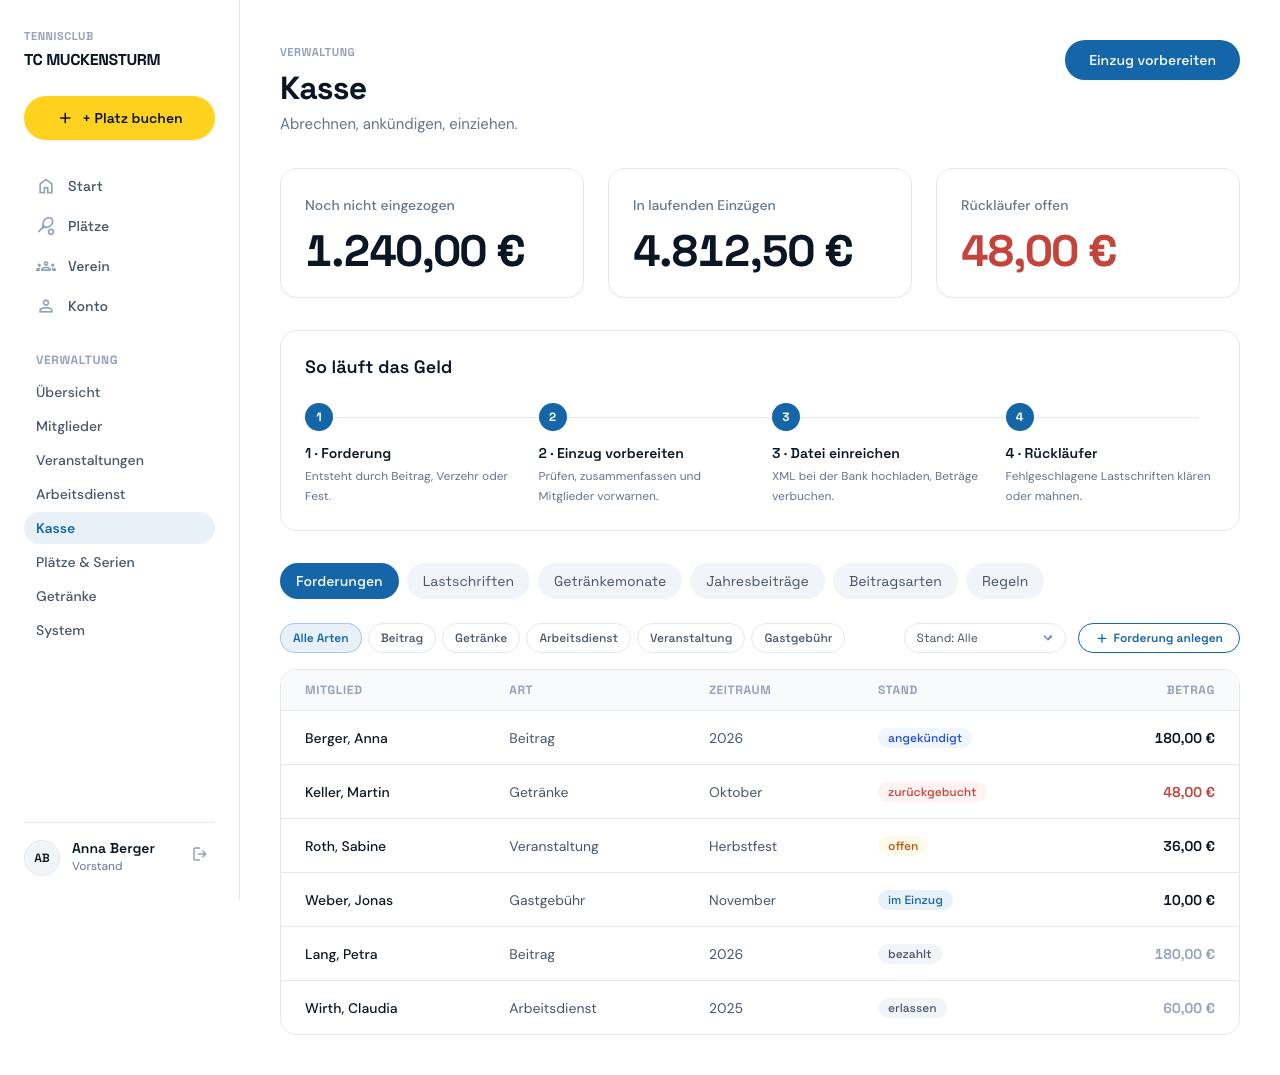 TENNISCLUB
TC MUCKENSTURM
+ Platz buchen
Start
Plätze
Verein
Konto
VERWALTUNG
Übersicht
Mitglieder
Veranstaltungen
Arbeitsdienst
Kasse
Plätze & Serien
Getränke
System
AB
Anna Berger
Vorstand
VERWALTUNG
Kasse
Abrechnen, ankündigen, einziehen.
Einzug vorbereiten
Noch nicht eingezogen
1.240,00 €
In laufenden Einzügen
4.812,50 €
Rückläufer offen
48,00 €
So läuft das Geld
1
2
3
4
1 · Forderung
Entsteht durch Beitrag, Verzehr oder
Fest.
2 · Einzug vorbereiten
Prüfen, zusammenfassen und
Mitglieder vorwarnen.
3 · Datei einreichen
XML bei der Bank hochladen, Beträge
verbuchen.
4 · Rückläufer
Fehlgeschlagene Lastschriften klären
oder mahnen.
Forderungen Lastschriften Getränkemonate Jahresbeiträge Beitragsarten Regeln
Alle Arten Beitrag Getränke Arbeitsdienst Veranstaltung Gastgebühr Stand: Alle + Forderung anlegen
MITGLIED ART ZEITRAUM STAND BETRAG
Berger, Anna Beitrag 2026 angekündigt 180,00 €
Keller, Martin Getränke Oktober zurückgebucht 48,00 €
Roth, Sabine Veranstaltung Herbstfest offen 36,00 €
Weber, Jonas Gastgebühr November im Einzug 10,00 €
Lang, Petra Beitrag 2026 bezahlt 180,00 €
Wirth, Claudia Arbeitsdienst 2025 erlassen 60,00 €